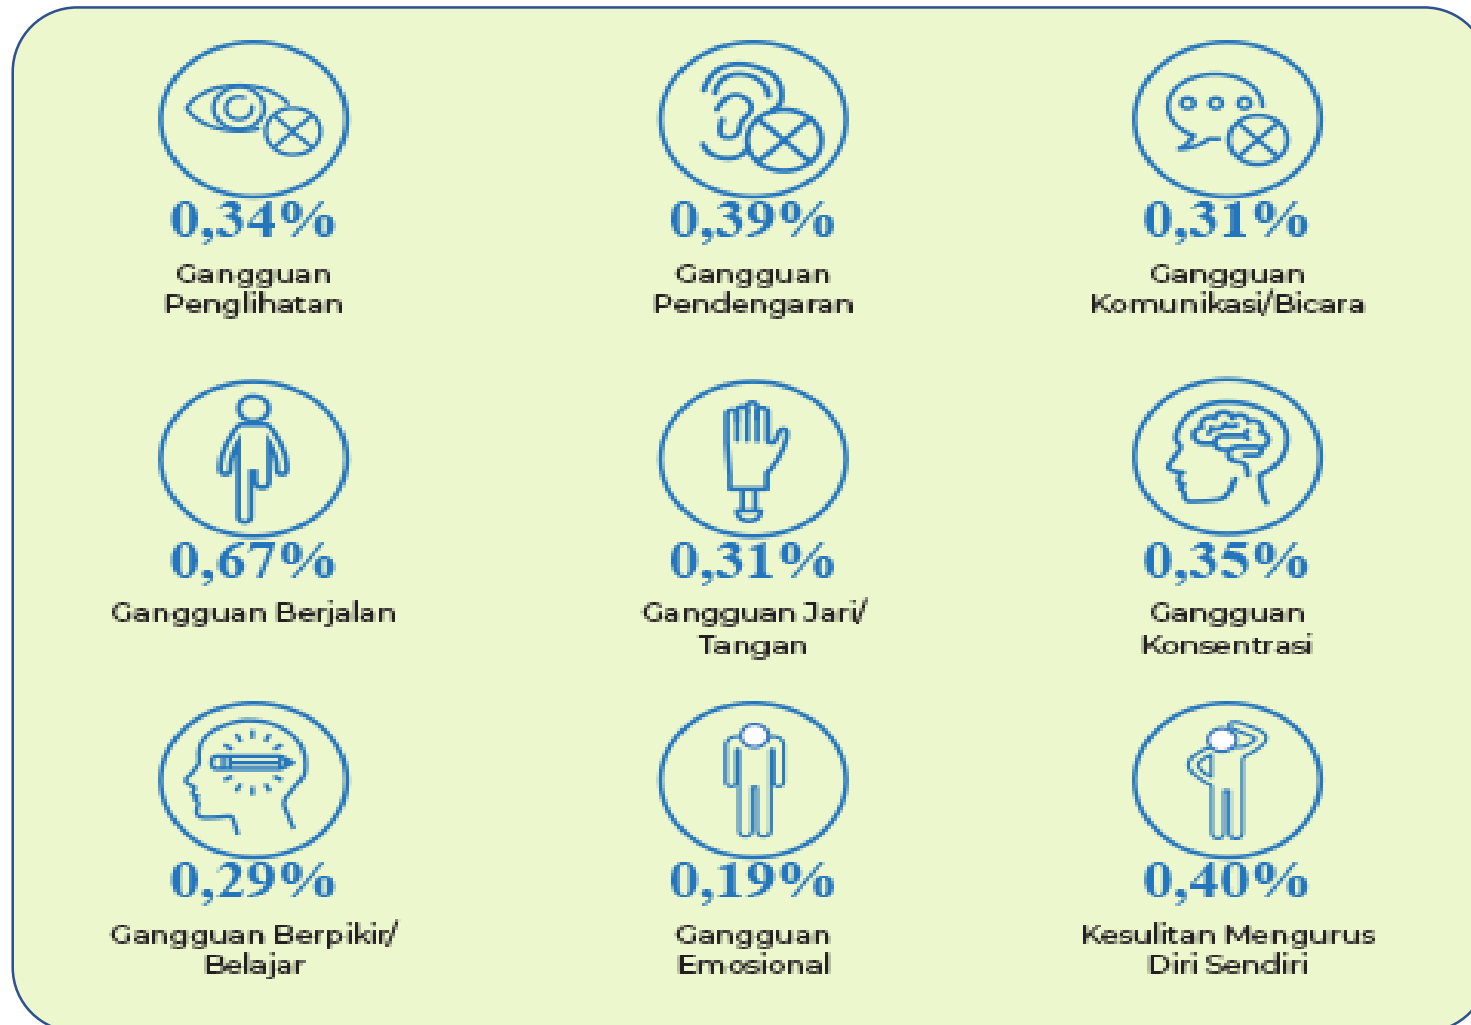 0,34%
Gangguan
Penglihatan
0,39%
Gangguan
Pendengaran
0,31%
Gangguan
Komunikasi/Bicara
0,67%
Gangguan Berjalan
0,31%
Gangguan Jari/
Tangan
0,35%
Gangguan
Konsentrasi
0,29%
Gangguan Berpikir/
Belajar
0,19%
Gangguan
Emosional
0,40%
Kesulitan Mengurus
Diri Sendiri